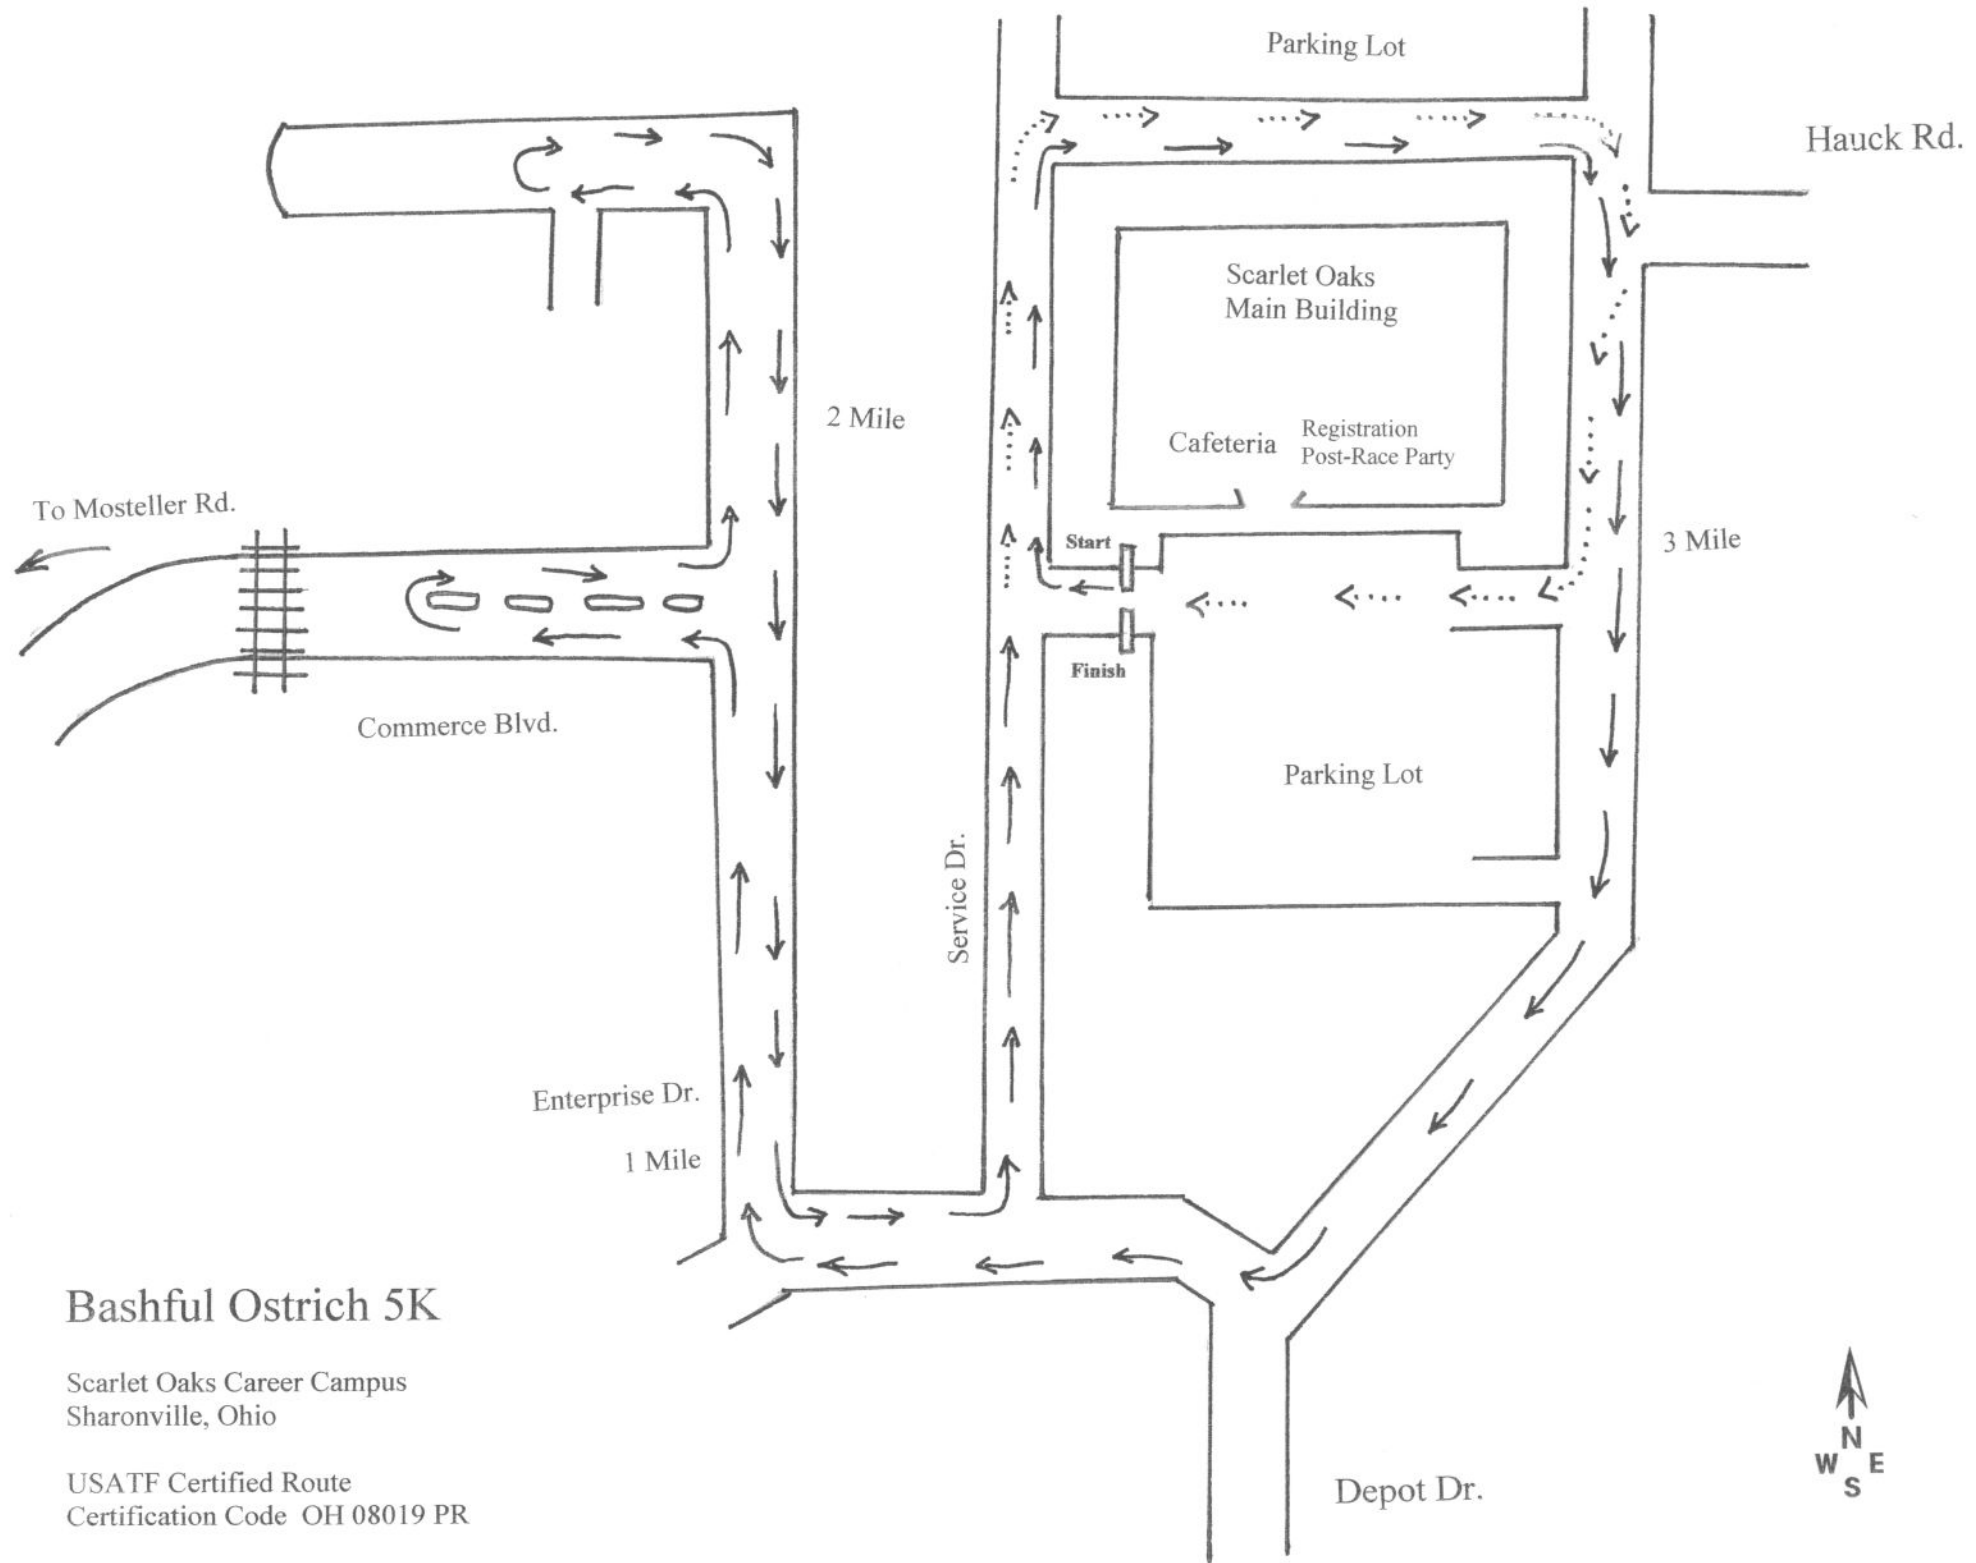 Parking Lot
Hauck Rd.
Scarlet Oaks
Main Building
2 Mile
Cafeteria
Registration
Post-Race Party
To Mosteller Rd.
Start
3 Mile
Finish
Commerce Blvd.
Parking Lot
Service Dr.
Enterprise Dr.
1 Mile
Bashful Ostrich 5K
Scarlet Oaks Career Campus
Sharonville, Ohio
USATF Certified Route
Certification Code OH 08019 PR
Depot Dr.
N
W E
S